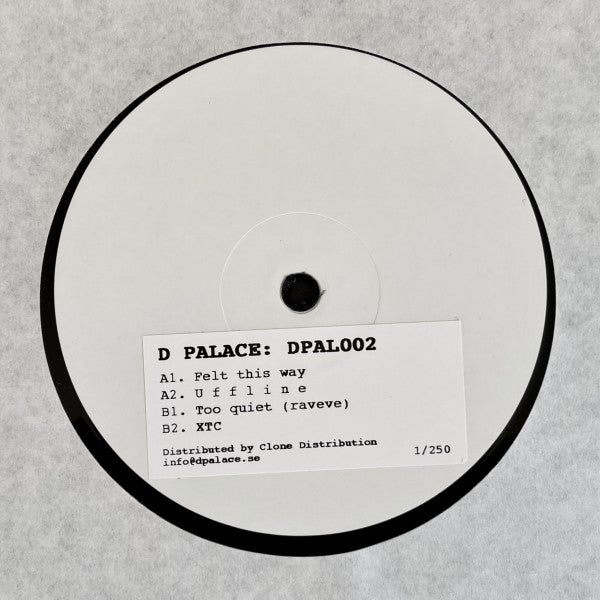 D PALACE: DPAL002
A1. Felt this way
A2. U f f l i n e
B1. Too quiet (raveve)
B2. XTC
Distributed by Clone Distribution
info@dpalace.se 1/250